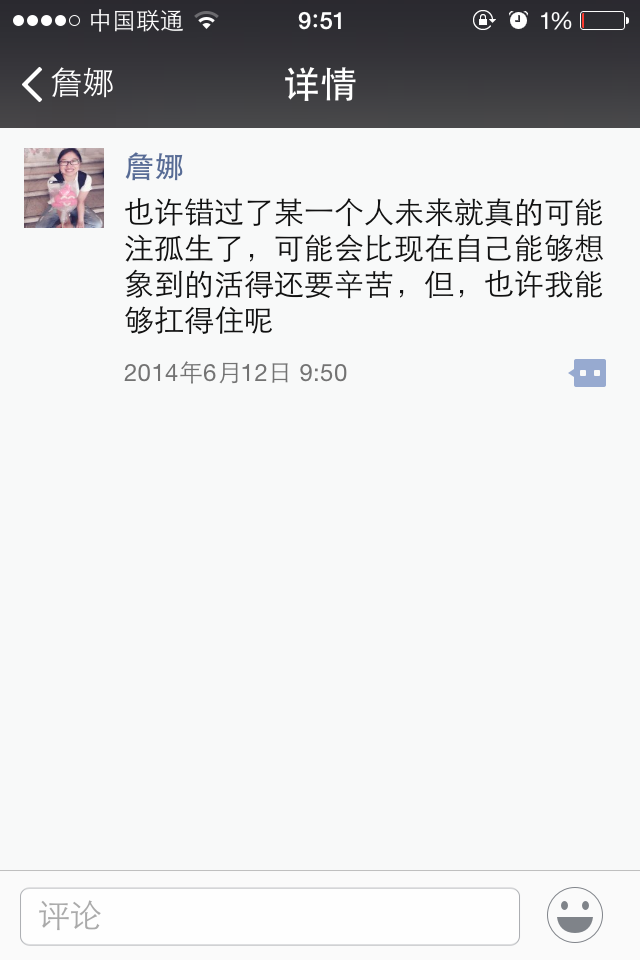 中国联通 9:51 1%
詹娜 详情
詹娜
也许错过了某一个人未来就真的可能
注孤生了，可能会比现在自己能够想
象到的活得还要辛苦，但，也许我能
够扛得住呢
2014年6月12日 9:50
评论